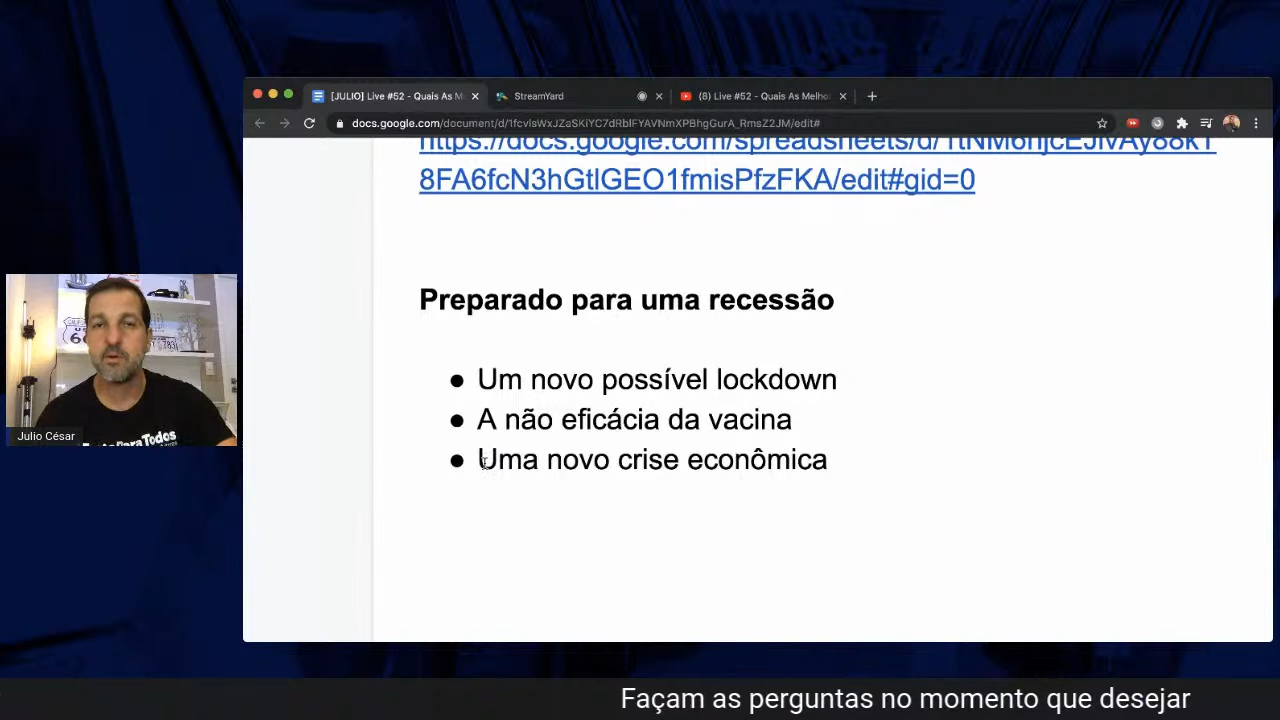 [JULIO] Live #52 - Quais As M
StreamYard
(8) Live #52 - Quais As Melhor
docs.google.com/document/d/1fcvIsWxJZaSKiYC7dRblFYAVNmXPBhgGurA_RmsZ2JM/edit#
8FA6fcN3hGtlGEO1fmisPfzFKA/edit#gid=0
Preparado para uma recessão
● Um novo possível lockdown
● A não eficácia da vacina
● Uma novo crise econômica
Julio César
Façam as perguntas no momento que desejar